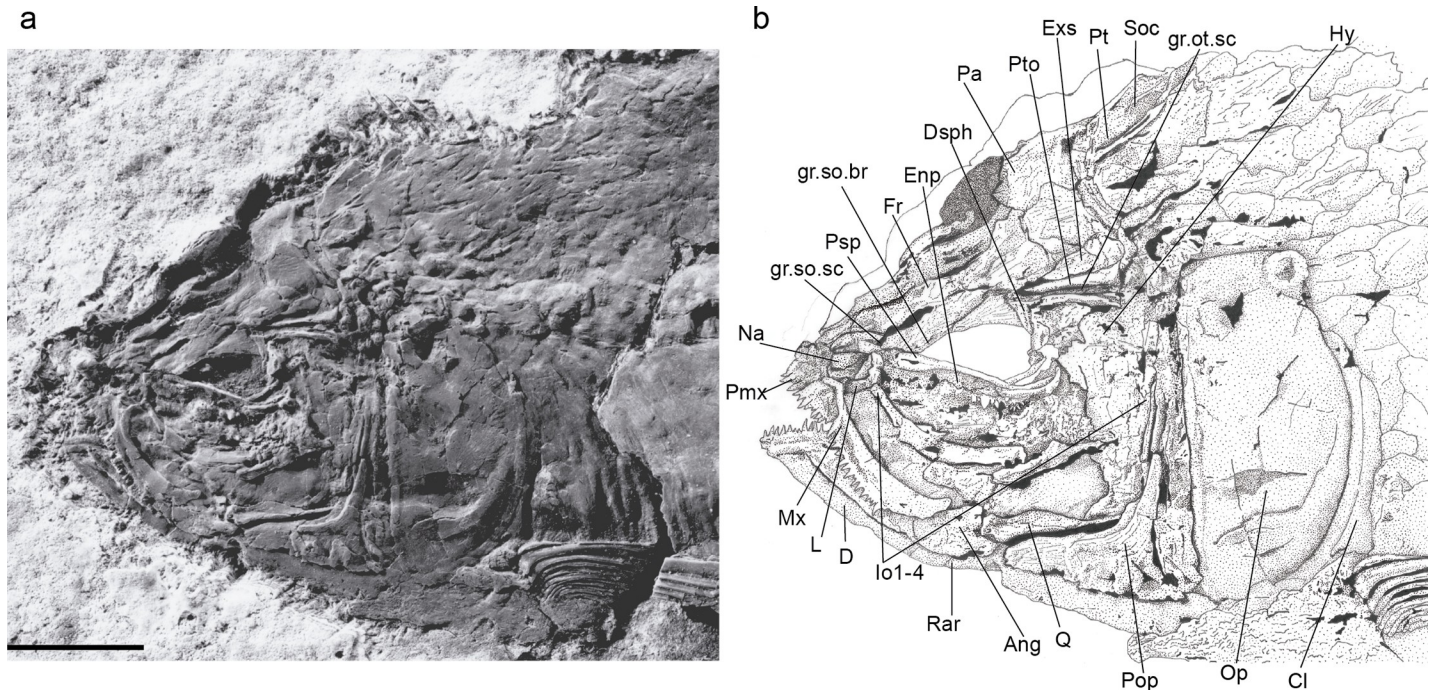 a
b
Exs
Pt
Soc
gr.ot.sc
Hy
Pto
Pa
Dsph
Enp
gr.so.br
Fr
Psp
gr.so.sc
Na
Pmx
Mx
L
D
Io1-4
Rar
Ang
Q
Pop
Op
Cl